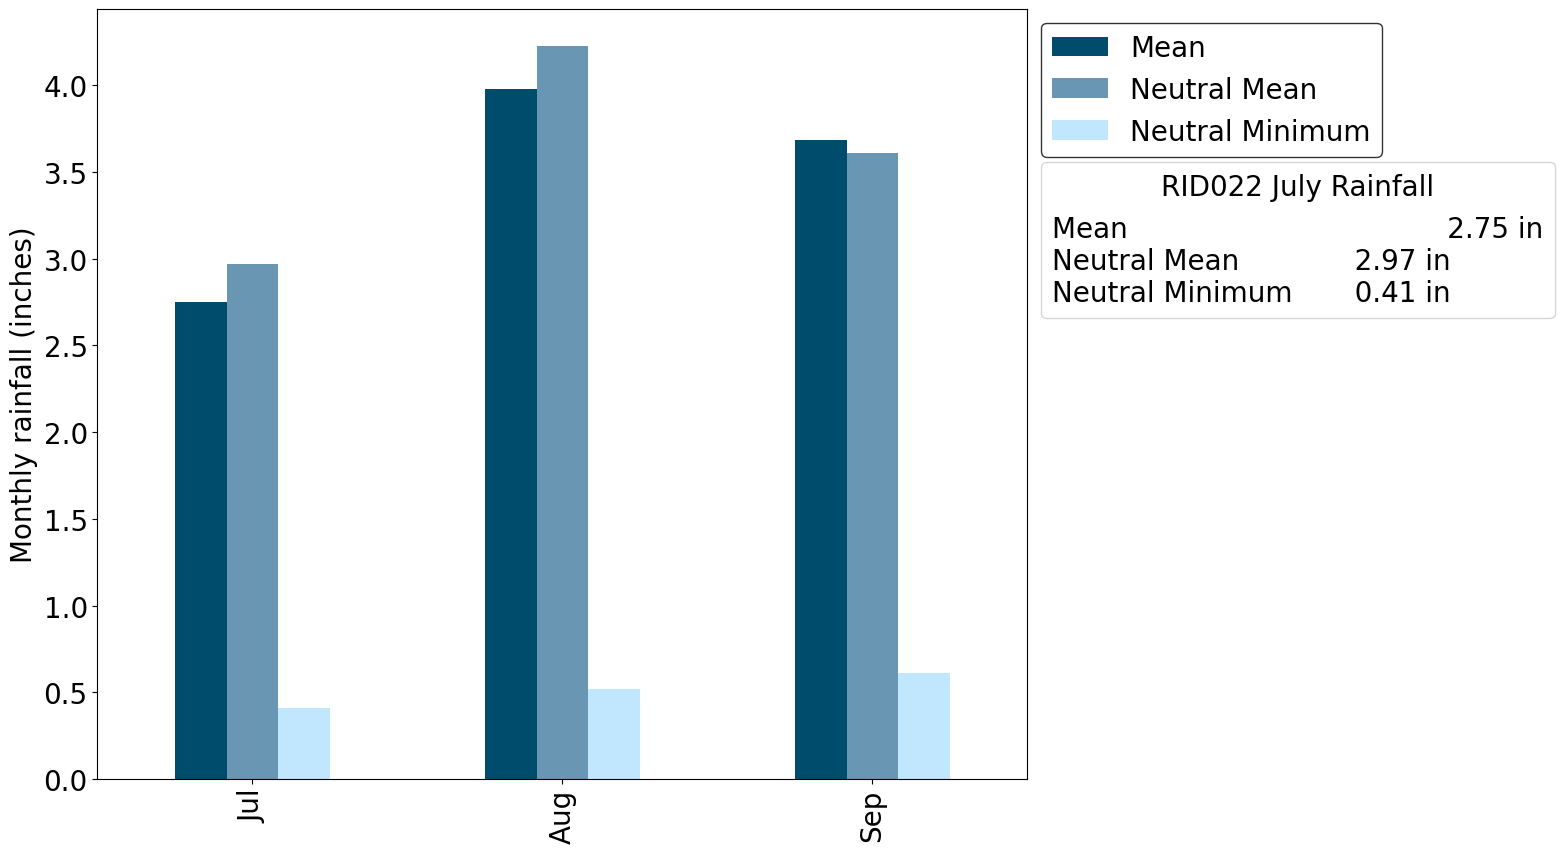 Monthly rainfall (inches)
4.0
3.5
3.0
2.5
2.0
1.5
1.0
0.5
0.0
Jul
Aug
Sep
Mean
Neutral Mean
Neutral Minimum
RID022 July Rainfall
Mean 2.75 in
Neutral Mean 2.97 in
Neutral Minimum 0.41 in